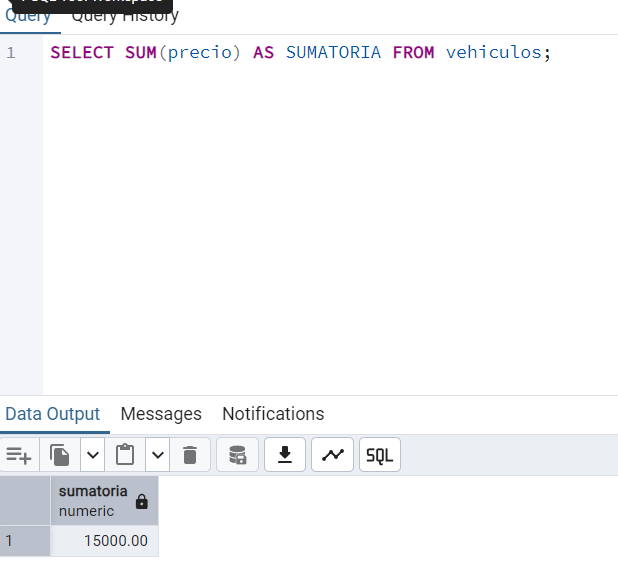 Query Query History
1 SELECT SUM(precio) AS SUMATORIA FROM vehiculos;
Data Output Messages Notifications
SQL
sumatoria
numeric
1 15000.00